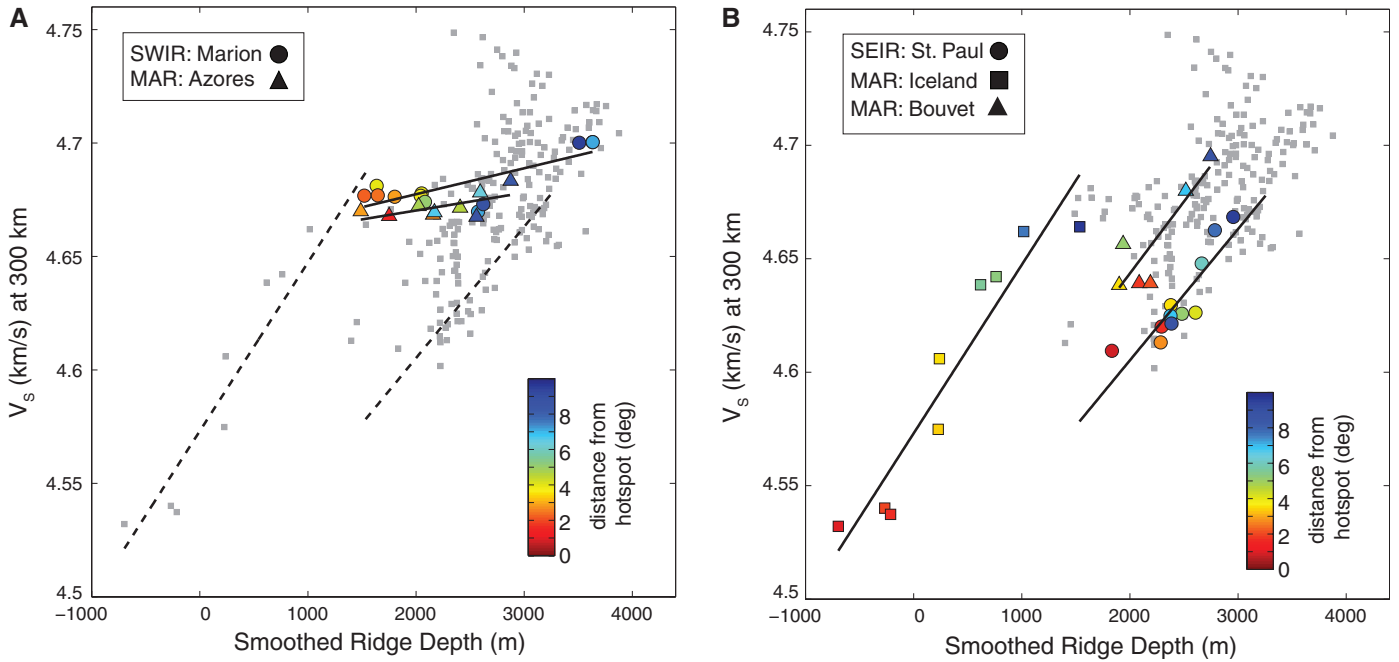 A
4.75
4.7
4.65
4.6
4.55
4.5
Vs (km/s) at 300 km
SWIR: Marion
MAR: Azores
8
6
4
2
0
distance from
hotspot (deg)
−1000 0 1000 2000 3000 4000
Smoothed Ridge Depth (m)
B
4.75
4.7
4.65
4.6
4.55
4.5
Vs (km/s) at 300 km
SEIR: St. Paul
MAR: Iceland
MAR: Bouvet
8
6
4
2
0
distance from
hotspot (deg)
−1000 0 1000 2000 3000 4000
Smoothed Ridge Depth (m)